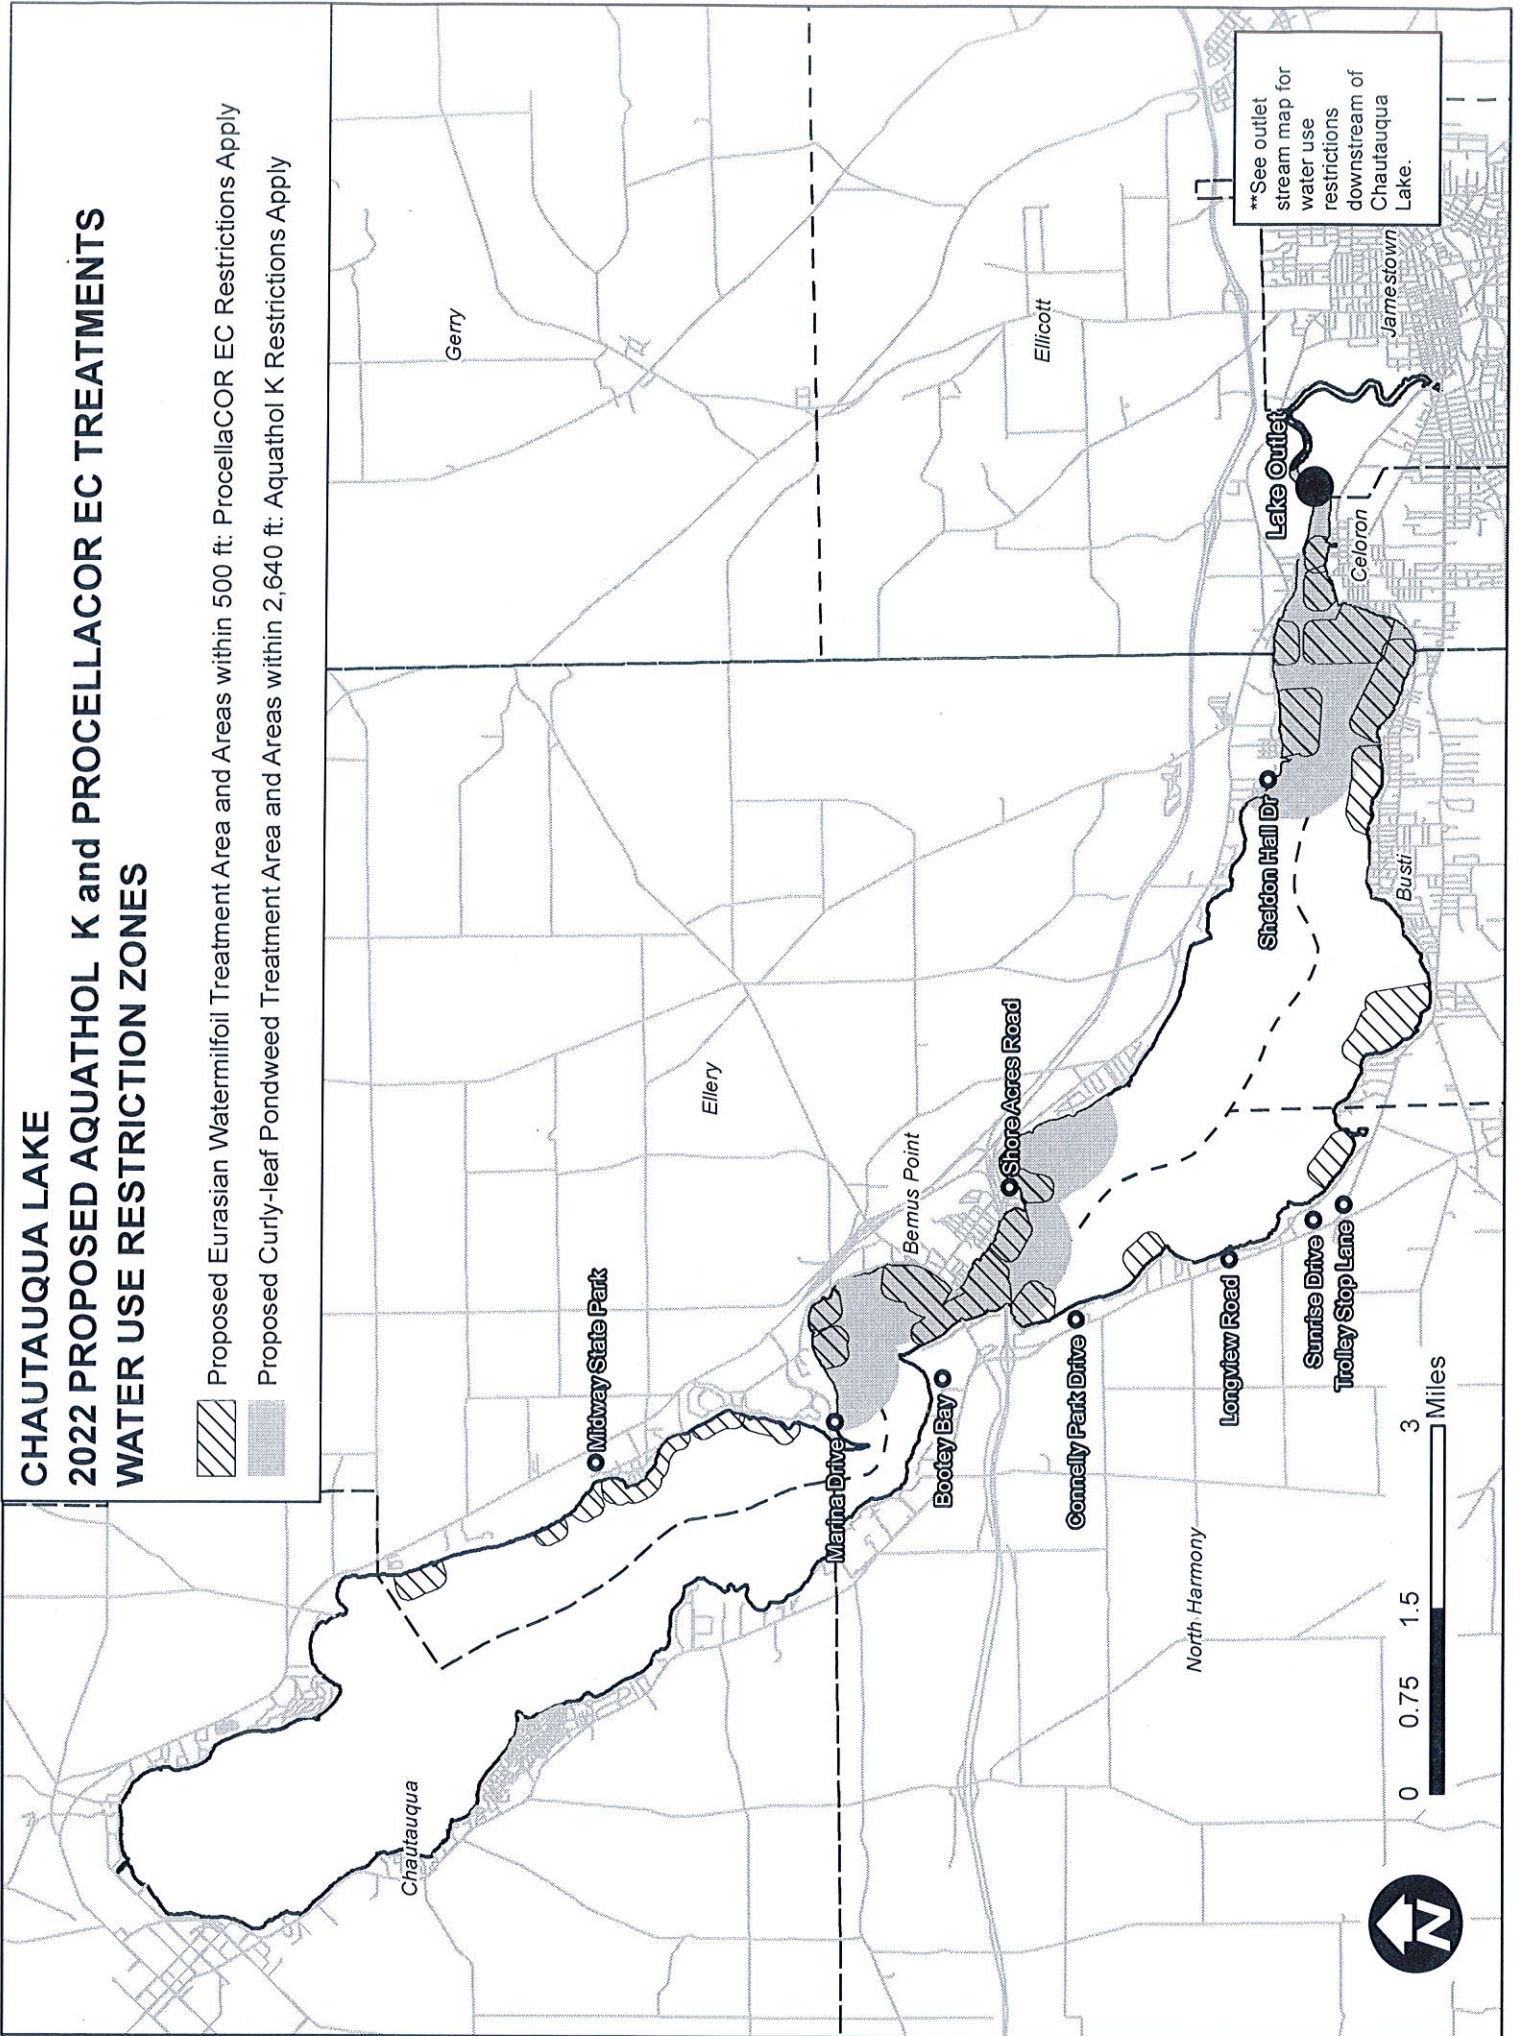 CHAUTAUQUA LAKE
2022 PROPOSED AQUATHOL K and PROCELLACOR EC TREATMENTS
WATER USE RESTRICTION ZONES
Proposed Eurasian Watermilfoil Treatment Area and Areas within 500 ft: ProcellaCOR EC Restrictions Apply
Proposed Curly-leaf Pondweed Treatment Area and Areas within 2,640 ft: Aquathol K Restrictions Apply
Gerry
Chautauqua
Midway State Park
Ellery
Marina Drive
Bemus Point
Bootey Bay
Shore Acres Road
Ellicott
Connelly Park Drive
North Harmony
Longview Road
Sheldon Hall Dr
Lake Outlet
Sunrise Drive
Trolley Stop Lane
Celeron
Busti
Jamestown
**See outlet
stream map for
water use
restrictions
downstream of
Chautauqua
Lake.
0 0.75 1.5 3
Miles
N